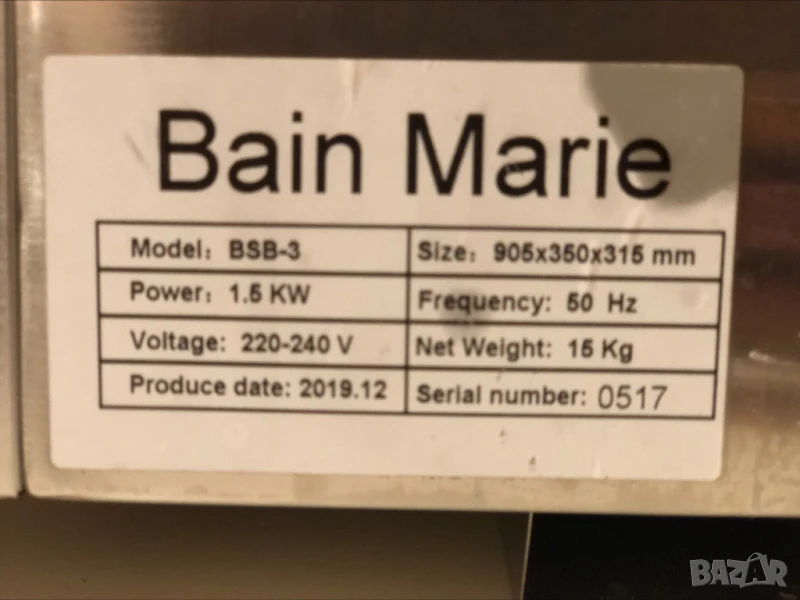 Bain Marie
Model: BSB-3
Size: 905x350x315 mm
Power: 1.5 KW
Frequency: 50 Hz
Voltage: 220-240 V
Net Weight: 15 Kg
Produce date: 2019.12
Serial number: 0517
BAZAR